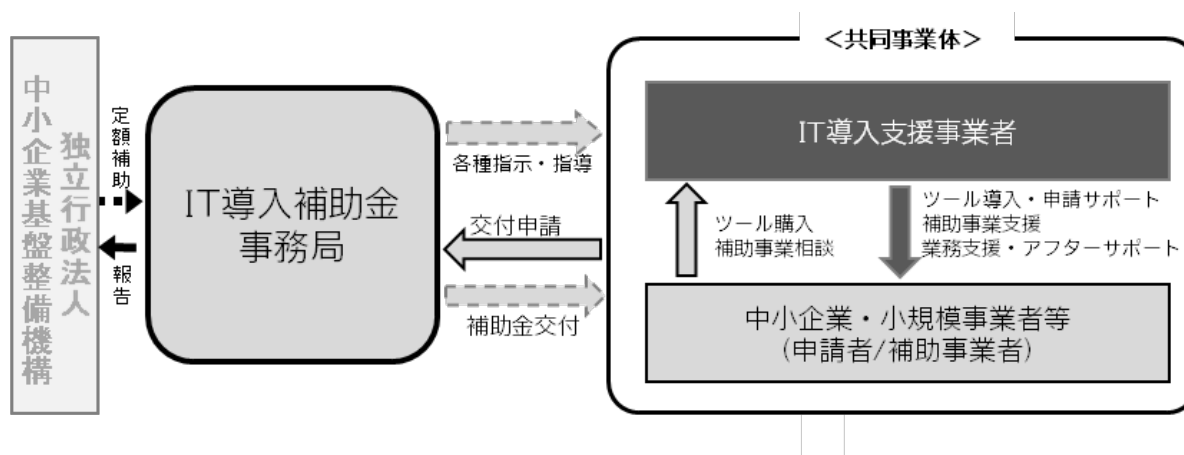 独立行政法人
中小企業基盤整備機構
定額補助
報告
IT導入補助金
事務局
各種指示・指導
交付申請
補助金交付
＜共同事業体＞
IT導入支援事業者
ツール購入
補助事業相談
ツール導入・申請サポート
補助事業支援
業務支援・アフターサポート
中小企業・小規模事業者等
(申請者/補助事業者)